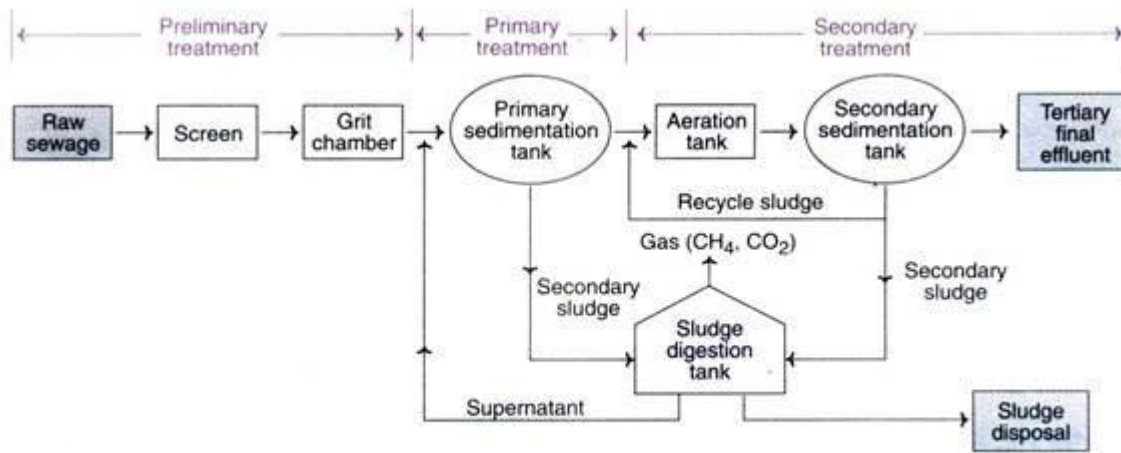 Preliminary
treatment
Primary
treatment
Secondary
treatment
Raw
sewage
Screen
Grit
chamber
Primary
sedimentation
tank
Aeration
tank
Secondary
sedimentation
tank
Tertiary
final
effluent
Recycle sludge
Gas (CH₄, CO₂)
Secondary
sludge
Secondary
sludge
Sludge
digestion
tank
Supernatant
Sludge
disposal